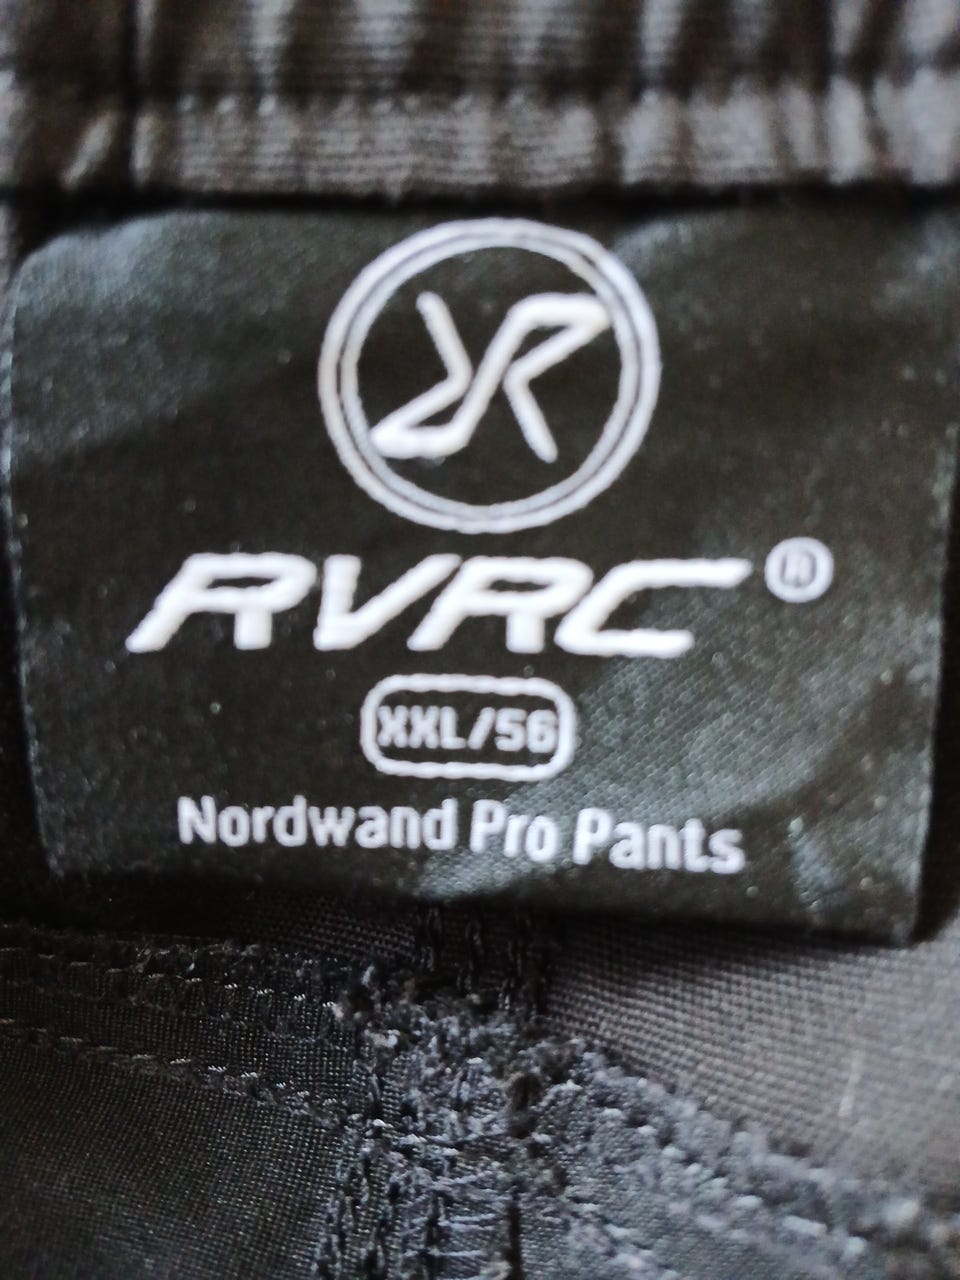 RVRC®
XXL/56
Nordwand Pro Pants